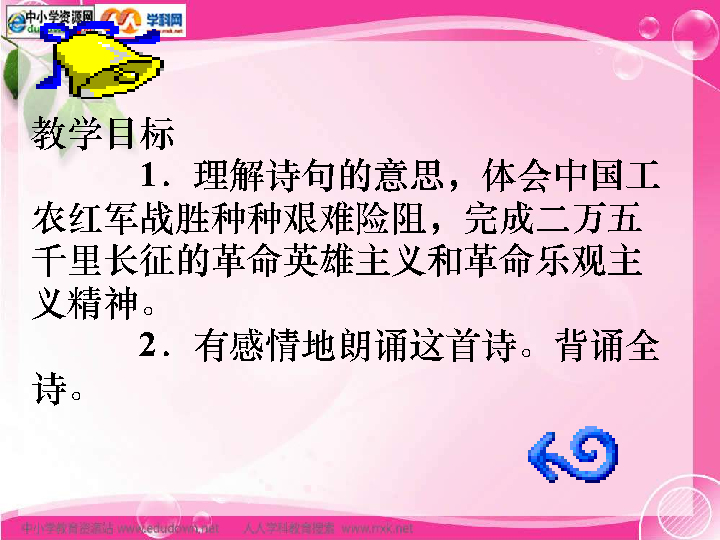 中小学资源网 学科网
www.nxk.net
教学目标
1．理解诗句的意思，体会中国工
农红军战胜种种艰难险阻，完成二万五
千里长征的革命英雄主义和革命乐观主
义精神。
2．有感情地朗诵这首诗。背诵全
诗。
中小学教育资源站 www.edudown.net 人人学科教育搜索 www.nxk.net